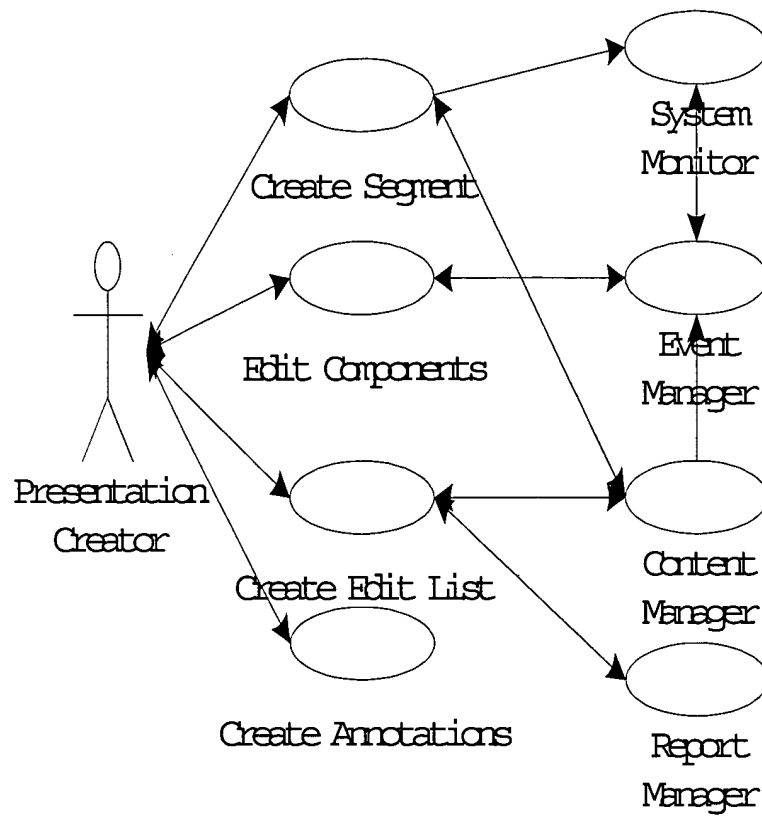 System
Monitor
Create Segment
Event
Manager
Edit Components
Presentation
Creator
Content
Manager
Create Edit List
Create Annotations
Report
Manager